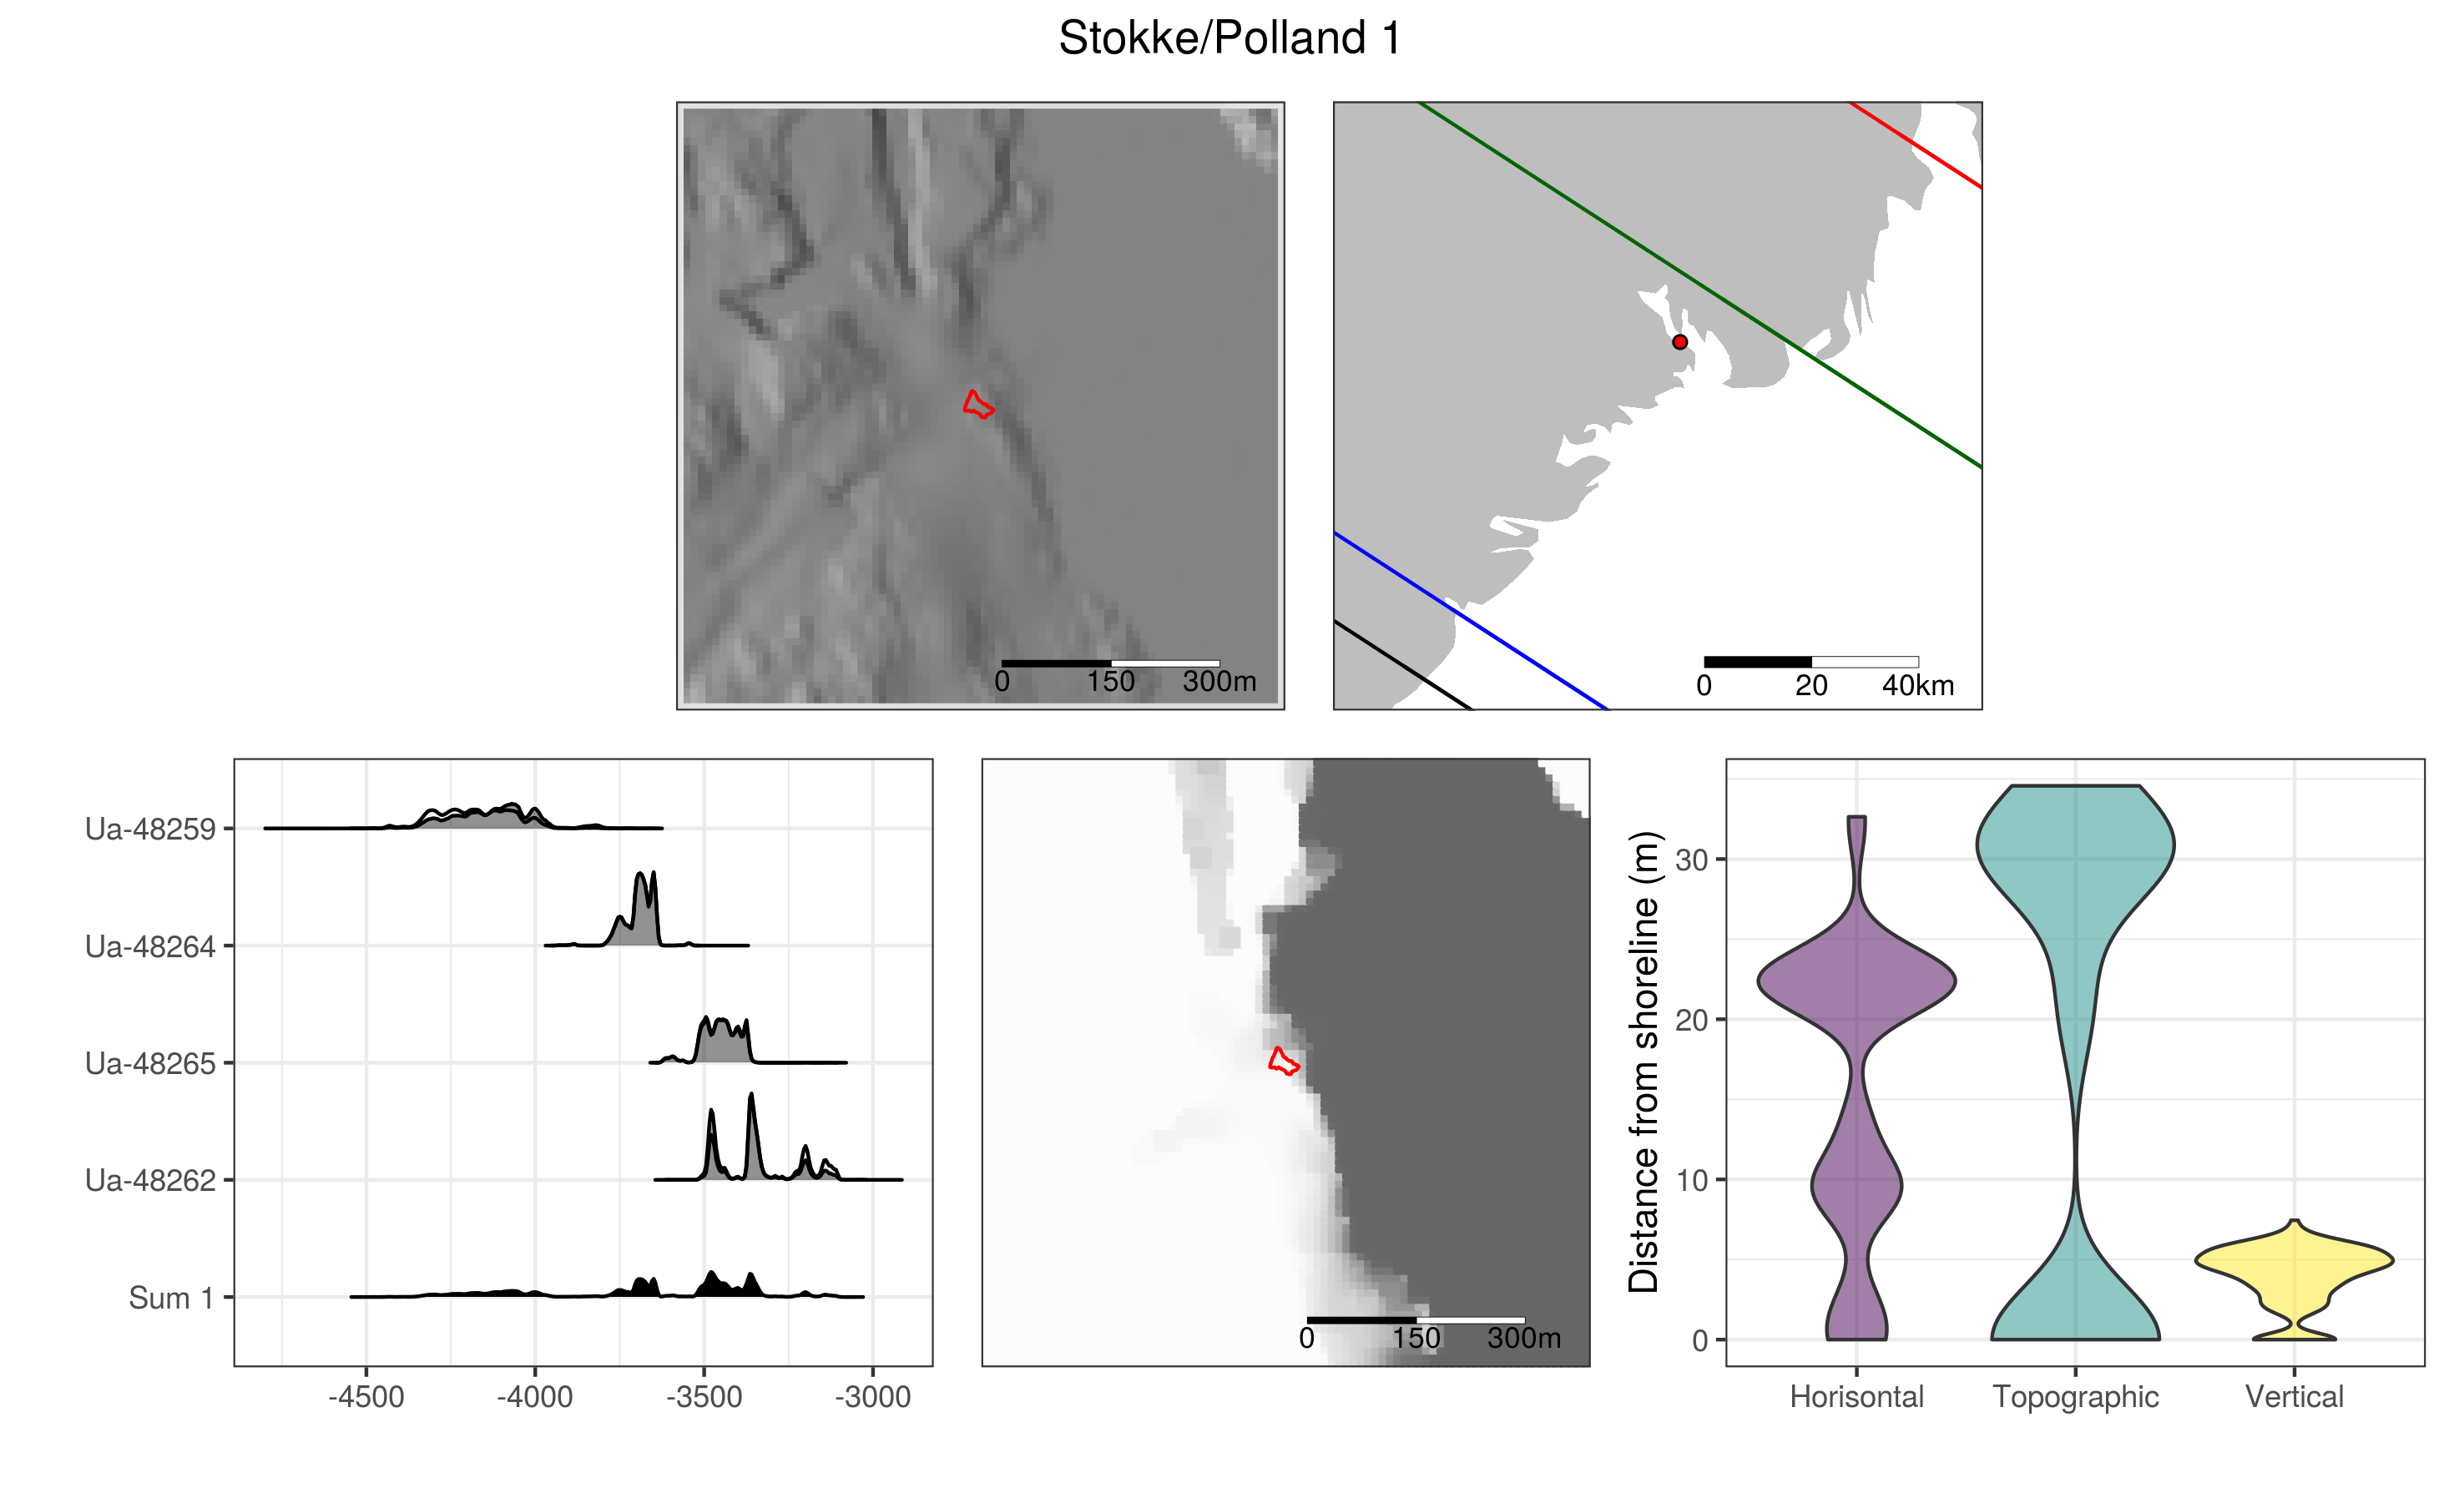 Stokke/Polland 1
0 150 300m
0 20 40km
Ua-48259
Ua-48264
Ua-48265
Ua-48262
Sum 1
-4500 -4000 -3500 -3000
0 150 300m
Distance from shoreline (m)
30
20
10
0
Horisontal Topographic Vertical